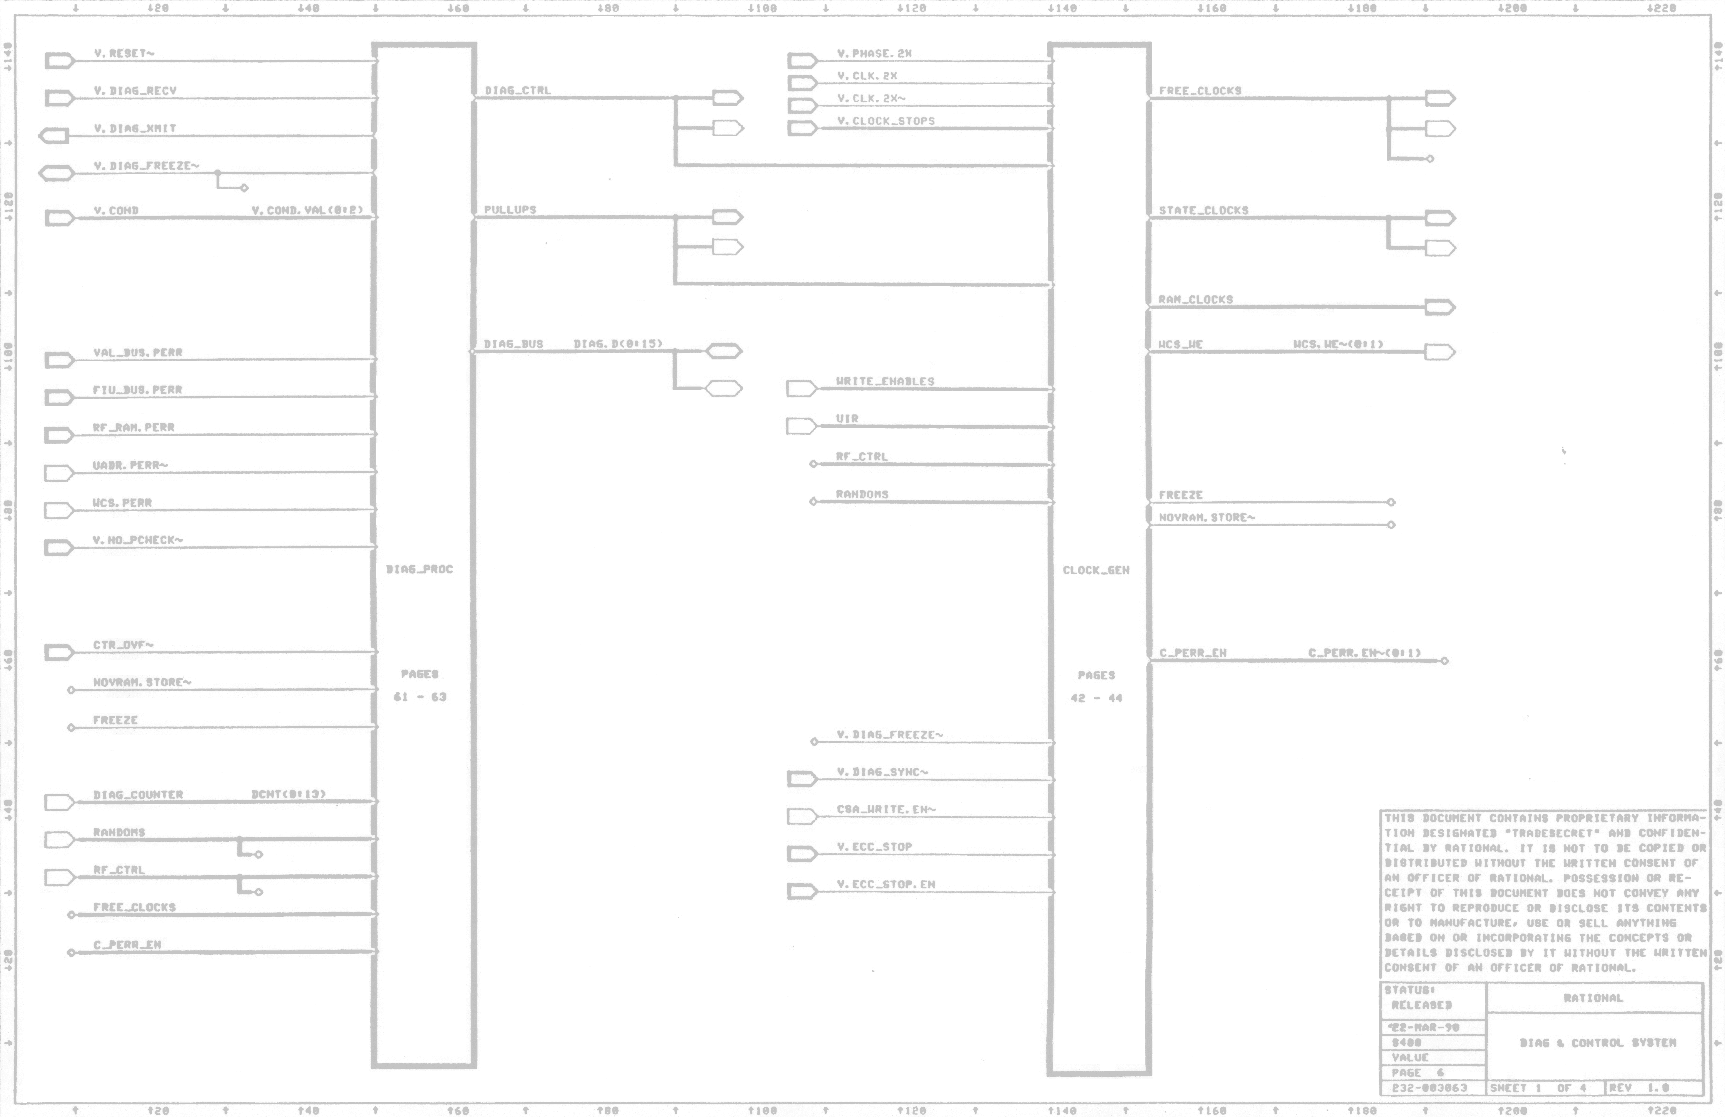 ↓20 ↓40 ↓60 ↓80 ↓100 ↓120 ↓140 ↓160 ↓180 ↓200 ↓220
V.RESET~
V.DIAG_RECV
V.DIAG_XMIT
V.DIAG_FREEZE~
V.COND V.COND.VAL(0:2)
VAL_BUS.PERR
FIU_BUS.PERR
RF_RAM.PERR
UADR.PERR~
WCS.PERR
V.NO_PCHECK~
CTR_OVF~
NOVRAM.STORE~
FREEZE
DIAG_COUNTER DCNT(0:13)
RANDOMS
RF_CTRL
FREE_CLOCKS
C_PERR_EN
DIAG_PROC
PAGES
61 - 63
DIAG_CTRL
PULLUPS
DIAG_BUS DIAG.D(0:15)
V.PHASE.2X
V.CLK.2X
V.CLK.2X~
V.CLOCK_STOPS
WRITE_ENABLES
UIR
RF_CTRL
RANDOMS
V.DIAG_FREEZE~
V.DIAG_SYNC~
CSA_WRITE.EN~
V.ECC_STOP
V.ECC_STOP.EN
CLOCK_GEN
PAGES
42 - 44
FREE_CLOCKS
STATE_CLOCKS
RAM_CLOCKS
WCS_WE WCS.WE~(0:1)
FREEZE
NOVRAM.STORE~
C_PERR_EN C_PERR.EN~(0:1)
THIS DOCUMENT CONTAINS PROPRIETARY INFORMA-
TION DESIGNATED "TRADESECRET" AND CONFIDEN-
TIAL BY RATIONAL. IT IS NOT TO BE COPIED OR
DISTRIBUTED WITHOUT THE WRITTEN CONSENT OF
AN OFFICER OF RATIONAL. POSSESSION OR RE-
CEIPT OF THIS DOCUMENT DOES NOT CONVEY ANY
RIGHT TO REPRODUCE OR DISCLOSE ITS CONTENTS
OR TO MANUFACTURE, USE OR SELL ANYTHING
BASED ON OR INCORPORATING THE CONCEPTS OR
DETAILS DISCLOSED BY IT WITHOUT THE WRITTEN
CONSENT OF AN OFFICER OF RATIONAL.
STATUS:
RELEASED
22-MAR-90
S400
VALUE
PAGE 6
232-003063
RATIONAL
DIAG & CONTROL SYSTEM
SHEET 1 OF 4 REV 1.0
↑20 ↑40 ↑60 ↑80 ↑100 ↑120 ↑140 ↑160 ↑180 ↑200 ↑220